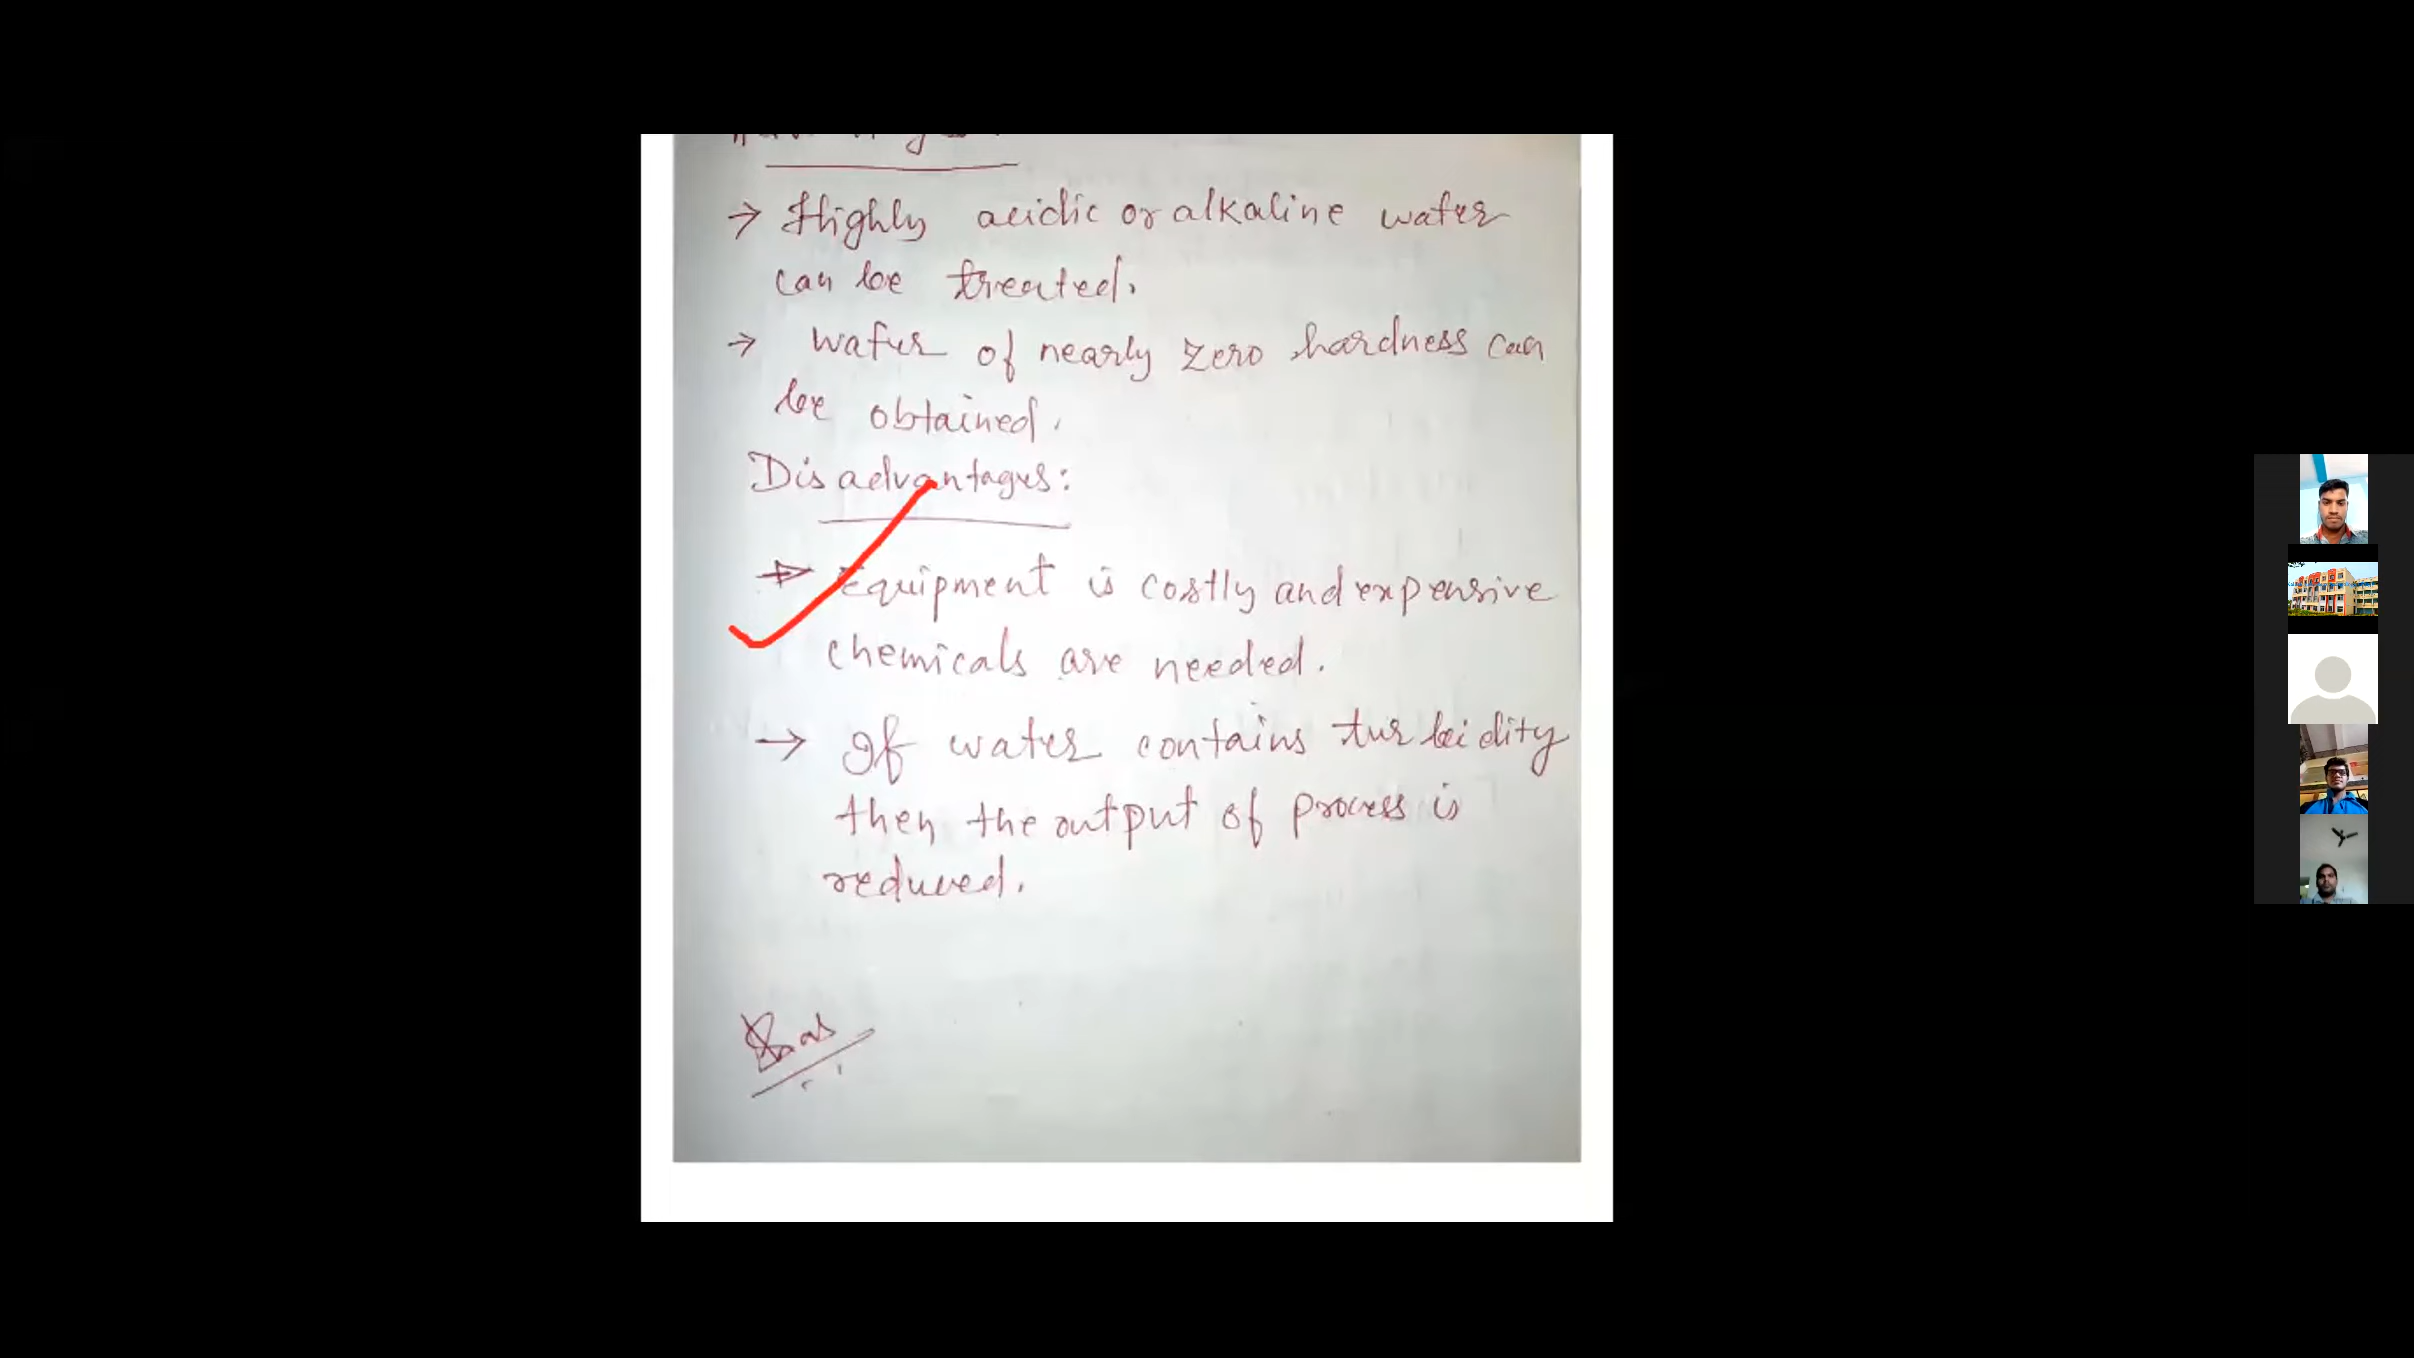 → Highly acidic or alkaline water
can be treated.
→ water of nearly zero hardness can
be obtained.
Disadvantages:
→ Equipment is costly and expensive
chemicals are needed.
→ If water contains turbidity
then the output of process is
reduced.